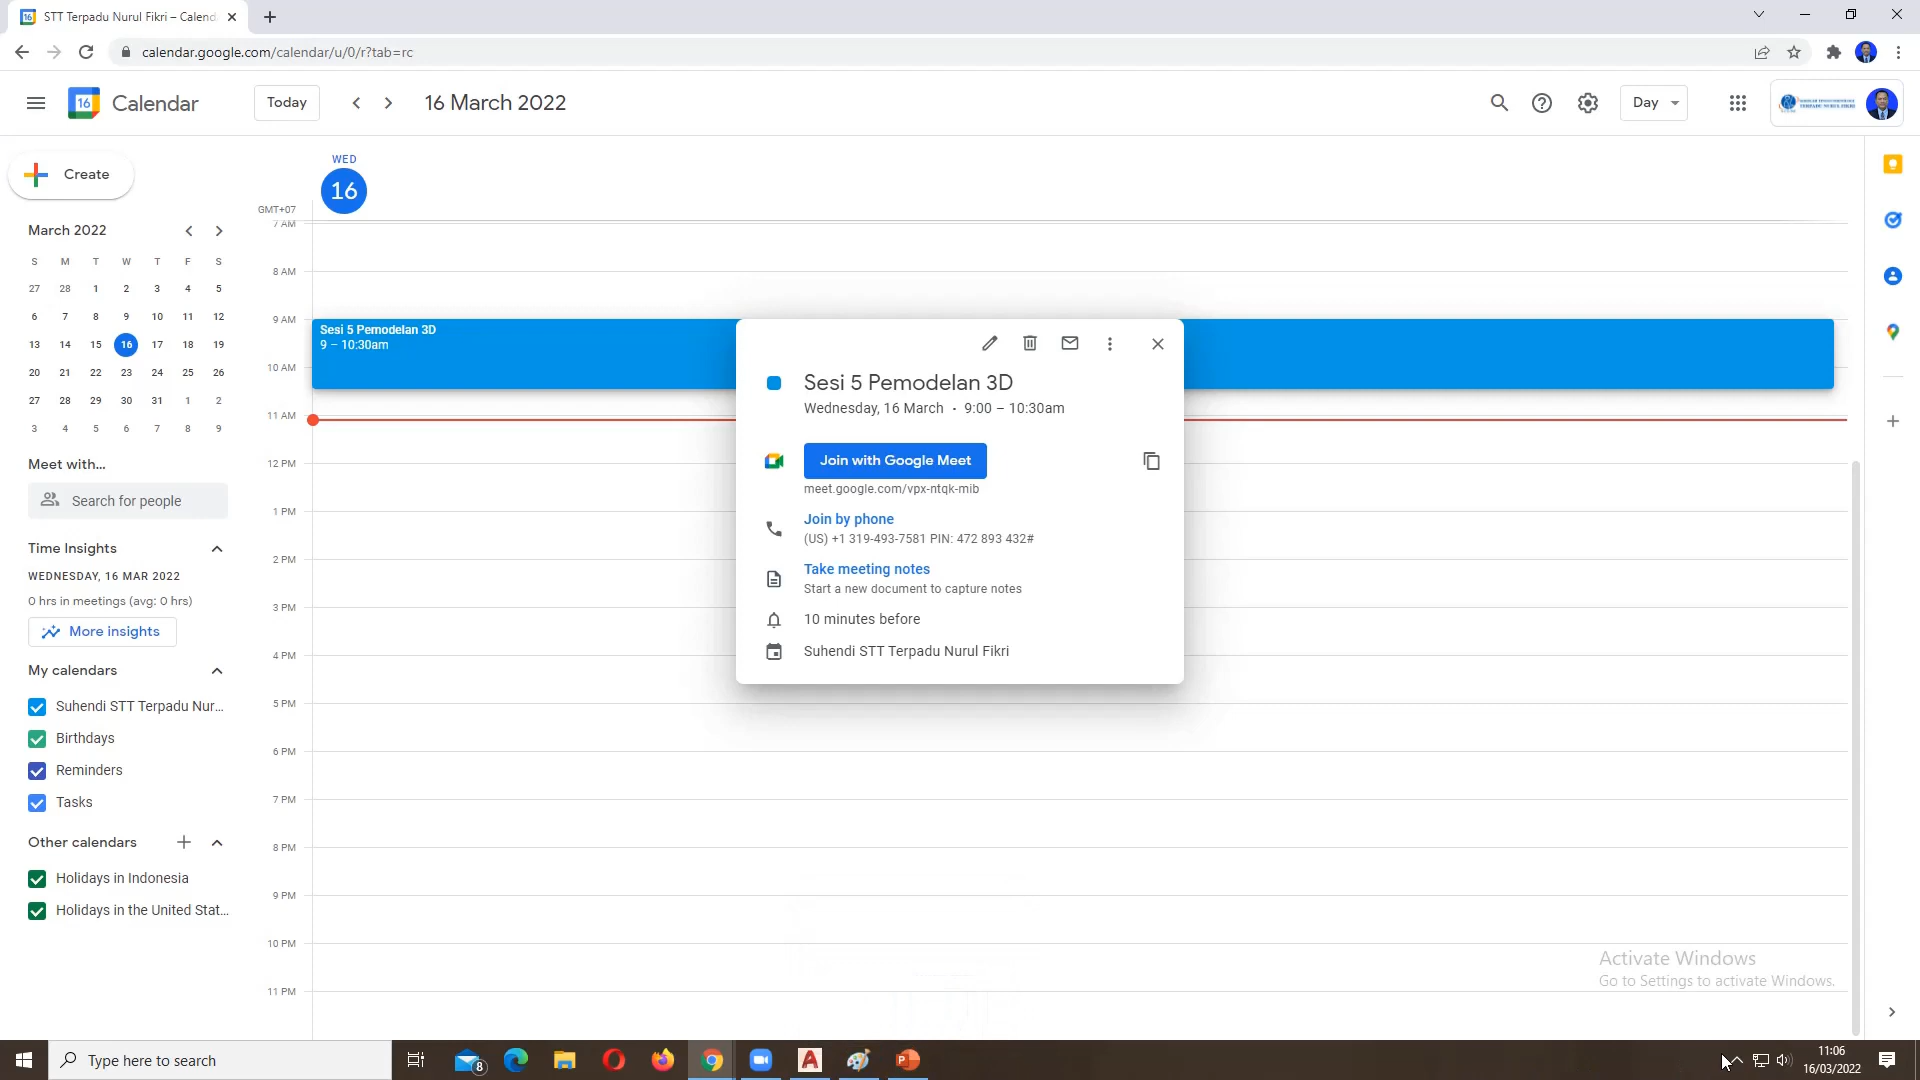 STT Terpadu Nurul Fikri – Calend
calendar.google.com/calendar/u/0/r?tab=rc
16
Calendar
Today
16 March 2022
Day
TERPADU NURUL FIKRI
Create
WED
16
GMT+07
March 2022
S M T W T F S
27 28 1 2 3 4 5
6 7 8 9 10 11 12
13 14 15 16 17 18 19
20 21 22 23 24 25 26
27 28 29 30 31 1 2
3 4 5 6 7 8 9
Meet with...
Search for people
Time Insights
WEDNESDAY, 16 MAR 2022
0 hrs in meetings (avg: 0 hrs)
More insights
My calendars
Suhendi STT Terpadu Nur...
Birthdays
Reminders
Tasks
Other calendars
Holidays in Indonesia
Holidays in the United Stat...
7 AM
8 AM
9 AM
10 AM
11 AM
12 PM
1 PM
2 PM
3 PM
4 PM
5 PM
6 PM
7 PM
8 PM
9 PM
10 PM
11 PM
Sesi 5 Pemodelan 3D
9 – 10:30am
Sesi 5 Pemodelan 3D
Wednesday, 16 March · 9:00 – 10:30am
Join with Google Meet
meet.google.com/vpx-ntqk-mib
Join by phone
(US) +1 319-493-7581 PIN: 472 893 432#
Take meeting notes
Start a new document to capture notes
10 minutes before
Suhendi STT Terpadu Nurul Fikri
Activate Windows
Go to Settings to activate Windows.
Type here to search
8
11:06
16/03/2022